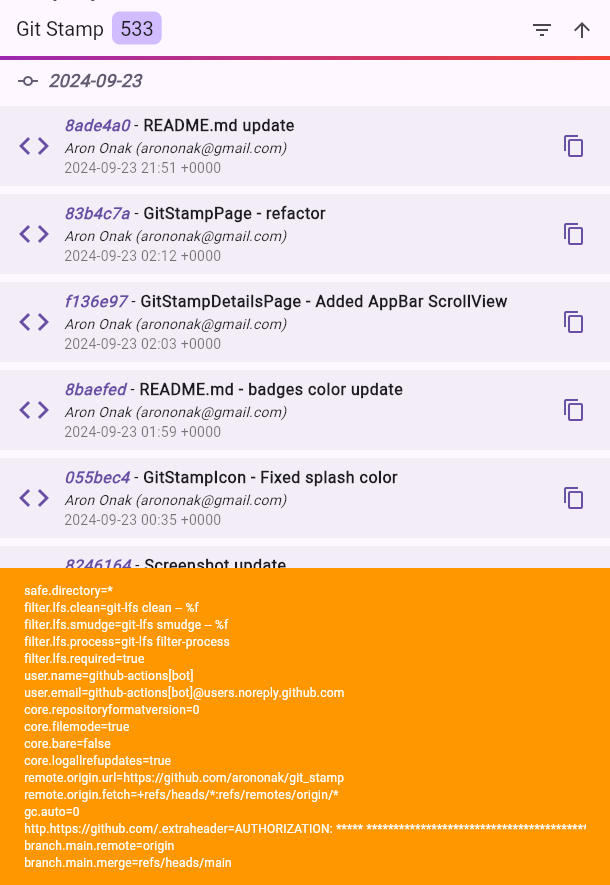 Git Stamp 533
2024-09-23
8ade4a0 - README.md update
Aron Onak (arononak@gmail.com)
2024-09-23 21:51 +0000
83b4c7a - GitStampPage - refactor
Aron Onak (arononak@gmail.com)
2024-09-23 02:12 +0000
f136e97 - GitStampDetailsPage - Added AppBar ScrollView
Aron Onak (arononak@gmail.com)
2024-09-23 02:03 +0000
8baefed - README.md - badges color update
Aron Onak (arononak@gmail.com)
2024-09-23 01:59 +0000
055bec4 - GitStampIcon - Fixed splash color
Aron Onak (arononak@gmail.com)
2024-09-23 00:35 +0000
8246164 - Screenshot update
safe.directory=*
filter.lfs.clean=git-lfs clean -- %f
filter.lfs.smudge=git-lfs smudge -- %f
filter.lfs.process=git-lfs filter-process
filter.lfs.required=true
user.name=github-actions[bot]
user.email=github-actions[bot]@users.noreply.github.com
core.repositoryformatversion=0
core.filemode=true
core.bare=false
core.logallrefupdates=true
remote.origin.url=https://github.com/arononak/git_stamp
remote.origin.fetch=+refs/heads/*:refs/remotes/origin/*
gc.auto=0
http.https://github.com/.extraheader=AUTHORIZATION: ***** ****************************************
branch.main.remote=origin
branch.main.merge=refs/heads/main